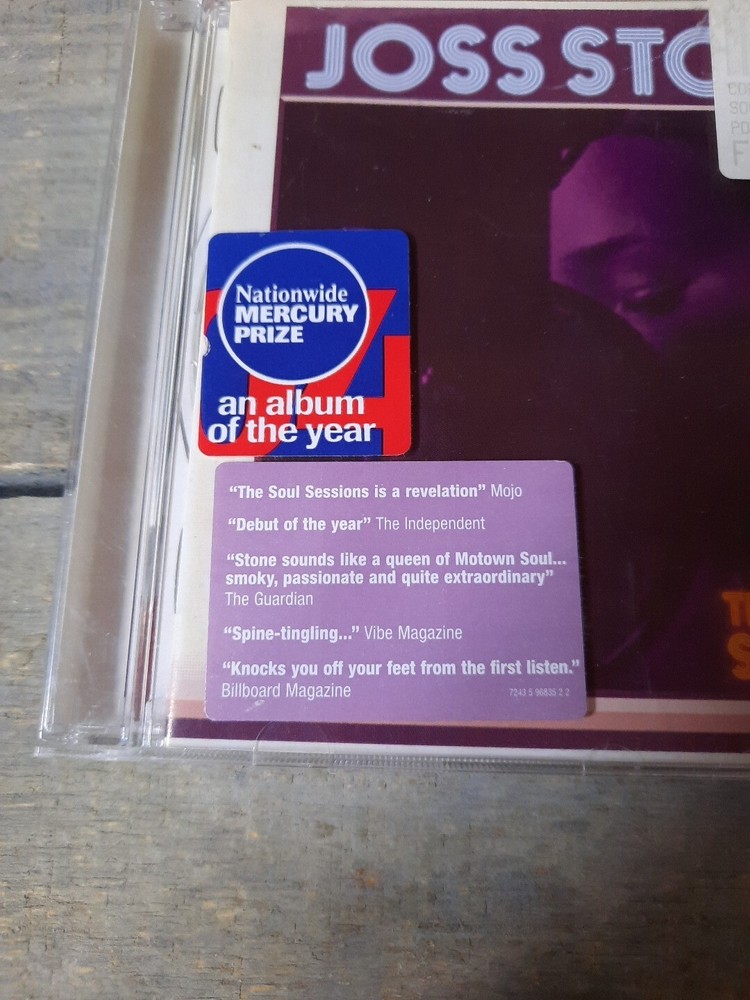 JOSS STO
Nationwide
MERCURY
PRIZE
04
an album
of the year
“The Soul Sessions is a revelation” Mojo
“Debut of the year” The Independent
“Stone sounds like a queen of Motown Soul...
smoky, passionate and quite extraordinary”
The Guardian
“Spine-tingling...” Vibe Magazine
“Knocks you off your feet from the first listen.”
Billboard Magazine
7243 5 96835 2 2